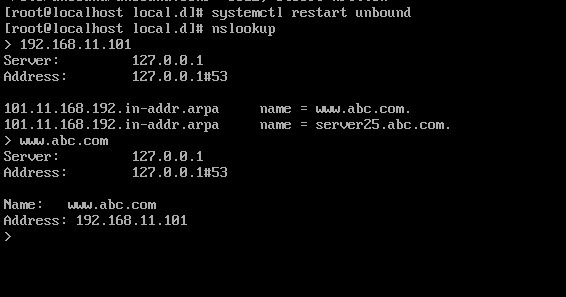 [root@localhost local.d]# systemctl restart unbound
[root@localhost local.d]# nslookup
> 192.168.11.101
Server: 127.0.0.1
Address: 127.0.0.1#53
101.11.168.192.in-addr.arpa name = www.abc.com.
101.11.168.192.in-addr.arpa name = server25.abc.com.
> www.abc.com
Server: 127.0.0.1
Address: 127.0.0.1#53
Name: www.abc.com
Address: 192.168.11.101
>